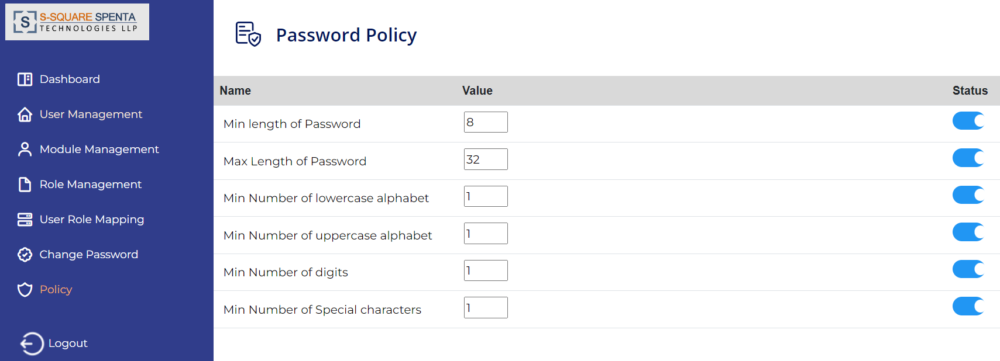 S
S-SQUARE SPENTA
TECHNOLOGIES LLP
Dashboard
User Management
Module Management
Role Management
User Role Mapping
Change Password
Policy
Logout
Password Policy
Name Value Status
Min length of Password 8
Max Length of Password 32
Min Number of lowercase alphabet 1
Min Number of uppercase alphabet 1
Min Number of digits 1
Min Number of Special characters 1